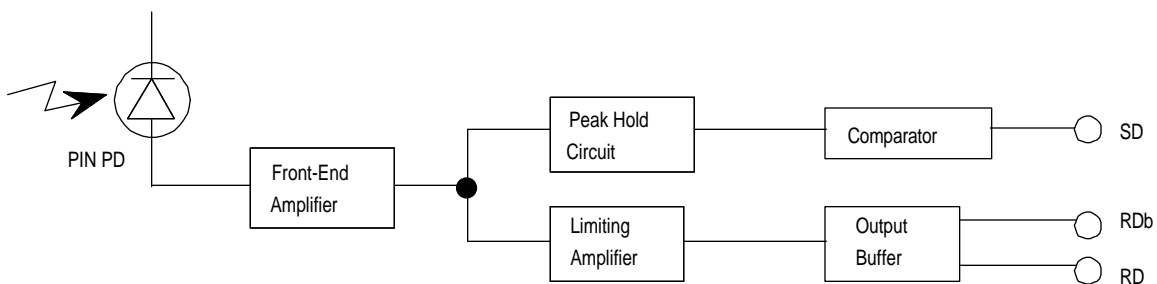 PIN PD
Front-End
Amplifier
Peak Hold
Circuit
Comparator
SD
Limiting
Amplifier
Output
Buffer
RDb
RD